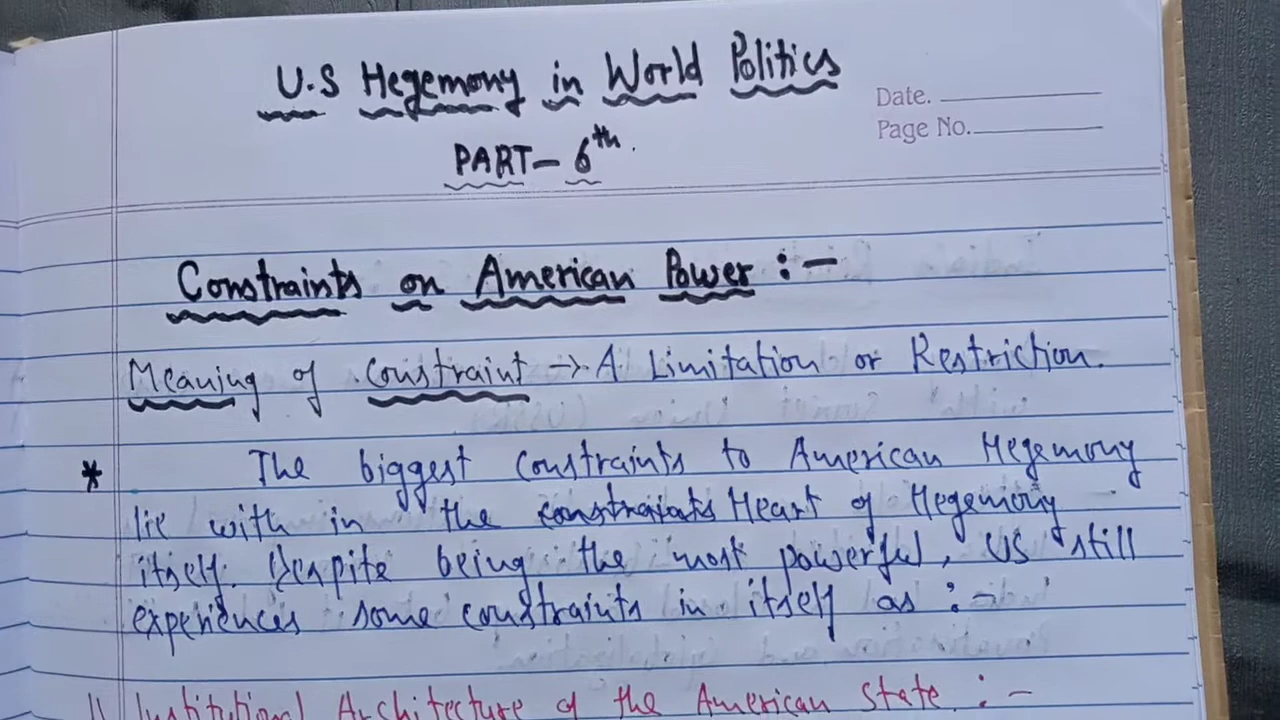 U.S Hegemony in World Politics
Date.
Page No.
PART- 6th.
Constraints on American Power :-
Meaning of Constraint → A Limitation or Restriction.
* The biggest constraints to American Hegemony
lie with in the constraints Heart of Hegemony
itself. Despite being the most powerful, US still
experiences some constraints in itself as :-
1) Institutional Architecture of the American State :-